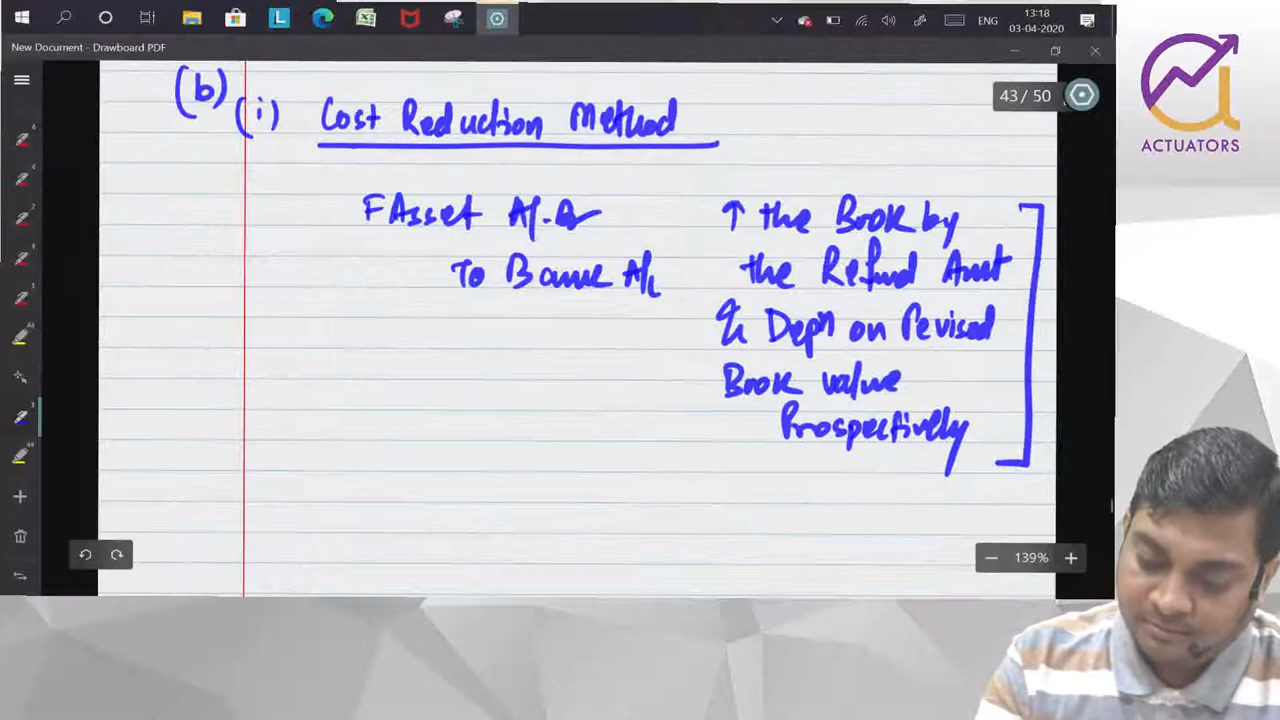 13:18
ENG
03-04-2020
New Document - Drawboard PDF
43 / 50
ACTUATORS
(b) (i) Cost Reduction Method
FAsset A/c Dr
To Bank A/c
↑ the Book by
the Refund Amt
& Depn on Revised
Book value
Prospectively
139%